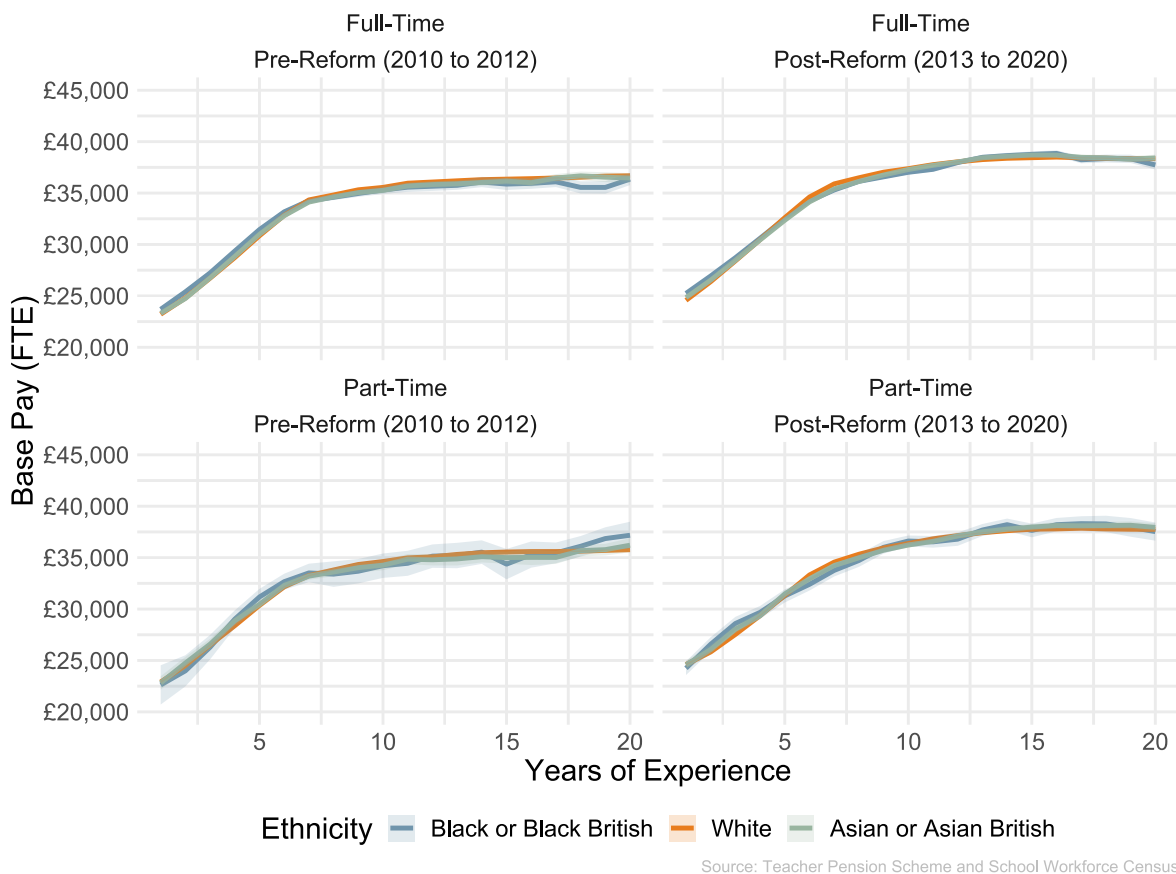 Full-Time
Pre-Reform (2010 to 2012)
Full-Time
Post-Reform (2013 to 2020)
£45,000
£40,000
£35,000
£30,000
£25,000
£20,000
Part-Time
Pre-Reform (2010 to 2012)
Part-Time
Post-Reform (2013 to 2020)
Base Pay (FTE)
£45,000
£40,000
£35,000
£30,000
£25,000
£20,000
5 10 15 20 5 10 15 20
Years of Experience
Ethnicity Black or Black British White Asian or Asian British
Source: Teacher Pension Scheme and School Workforce Census